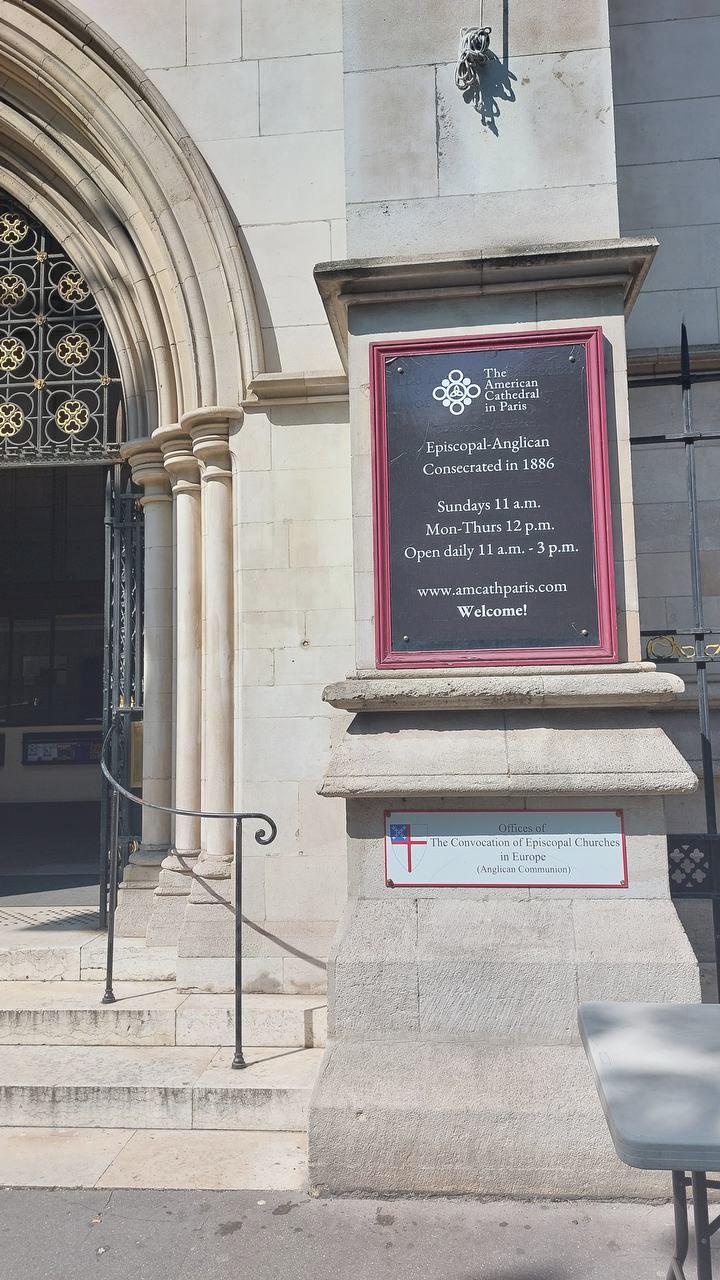 The
American
Cathedral
in Paris
Episcopal-Anglican
Consecrated in 1886
Sundays 11 a.m.
Mon-Thurs 12 p.m.
Open daily 11 a.m. - 3 p.m.
www.amcathparis.com
Welcome!
Offices of
The Convocation of Episcopal Churches
in Europe
(Anglican Communion)